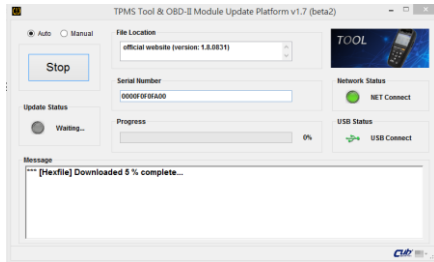 TPMS Tool & OBD-II Module Update Platform v1.7 (beta2)
Auto
Manual
Stop
Update Status
Waiting...
File Location
official website (version: 1.8.0831)
Serial Number
0000F0F0FA00
Progress
0%
TOOL
Network Status
NET Connect
USB Status
USB Connect
Message
*** [Hexfile] Downloaded 5 % complete...
Cub